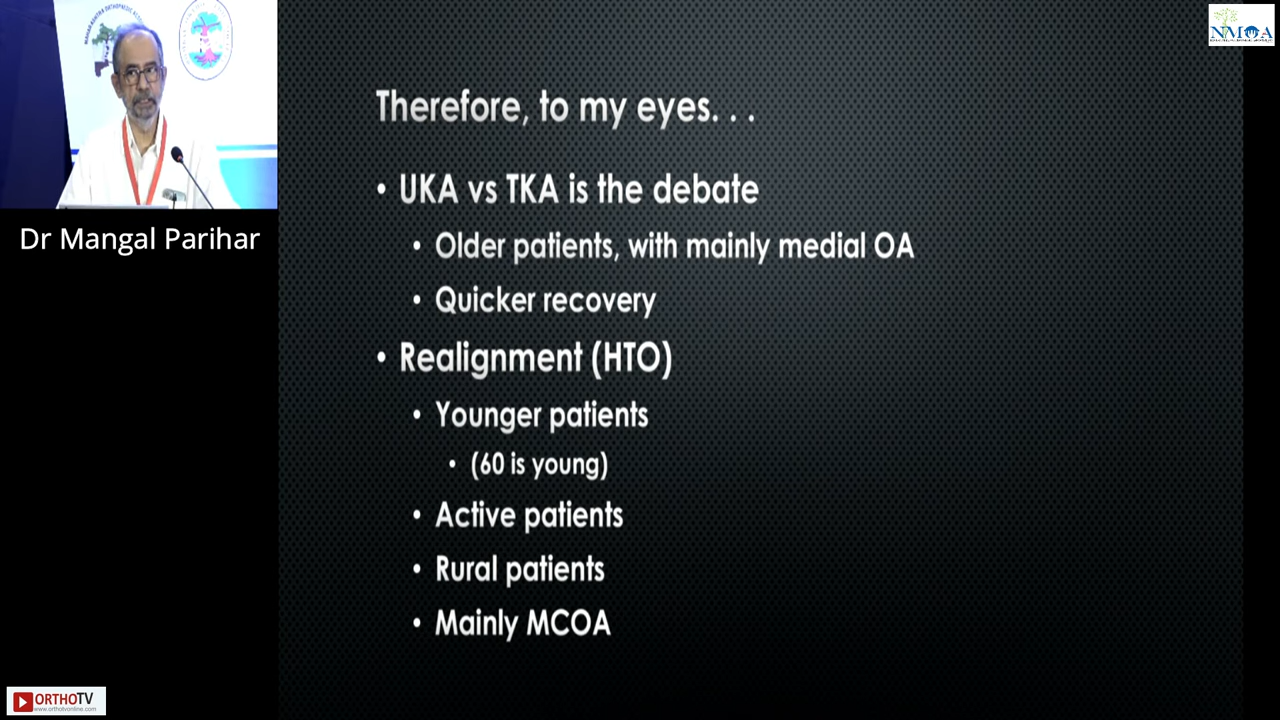 NMOA
Therefore, to my eyes. . .
• UKA vs TKA is the debate
• Older patients, with mainly medial OA
• Quicker recovery
• Realignment (HTO)
• Younger patients
• (60 is young)
• Active patients
• Rural patients
• Mainly MCOA
Dr Mangal Parihar
ORTHOTV
www.orthotvonline.com